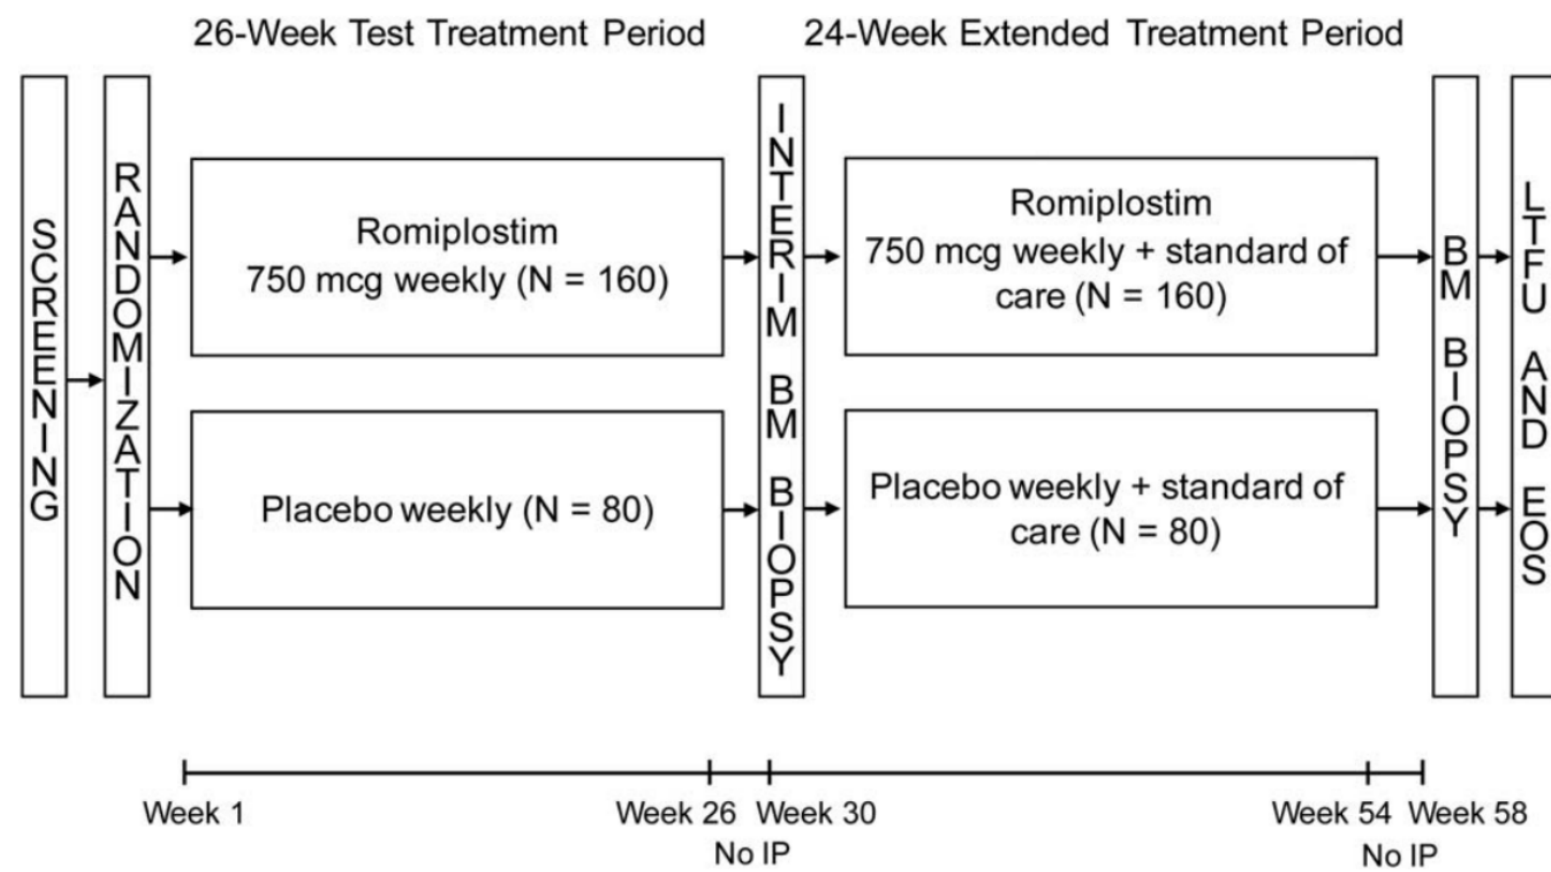 26-Week Test Treatment Period
24-Week Extended Treatment Period
SCREENING
RANDOMIZATION
Romiplostim
750 mcg weekly (N = 160)
Placebo weekly (N = 80)
INTERIM BM BIOPSY
Romiplostim
750 mcg weekly + standard of
care (N = 160)
Placebo weekly + standard of
care (N = 80)
BM BIOPSY
LTFU AND EOS
Week 1
Week 26
Week 30
No IP
Week 54
Week 58
No IP